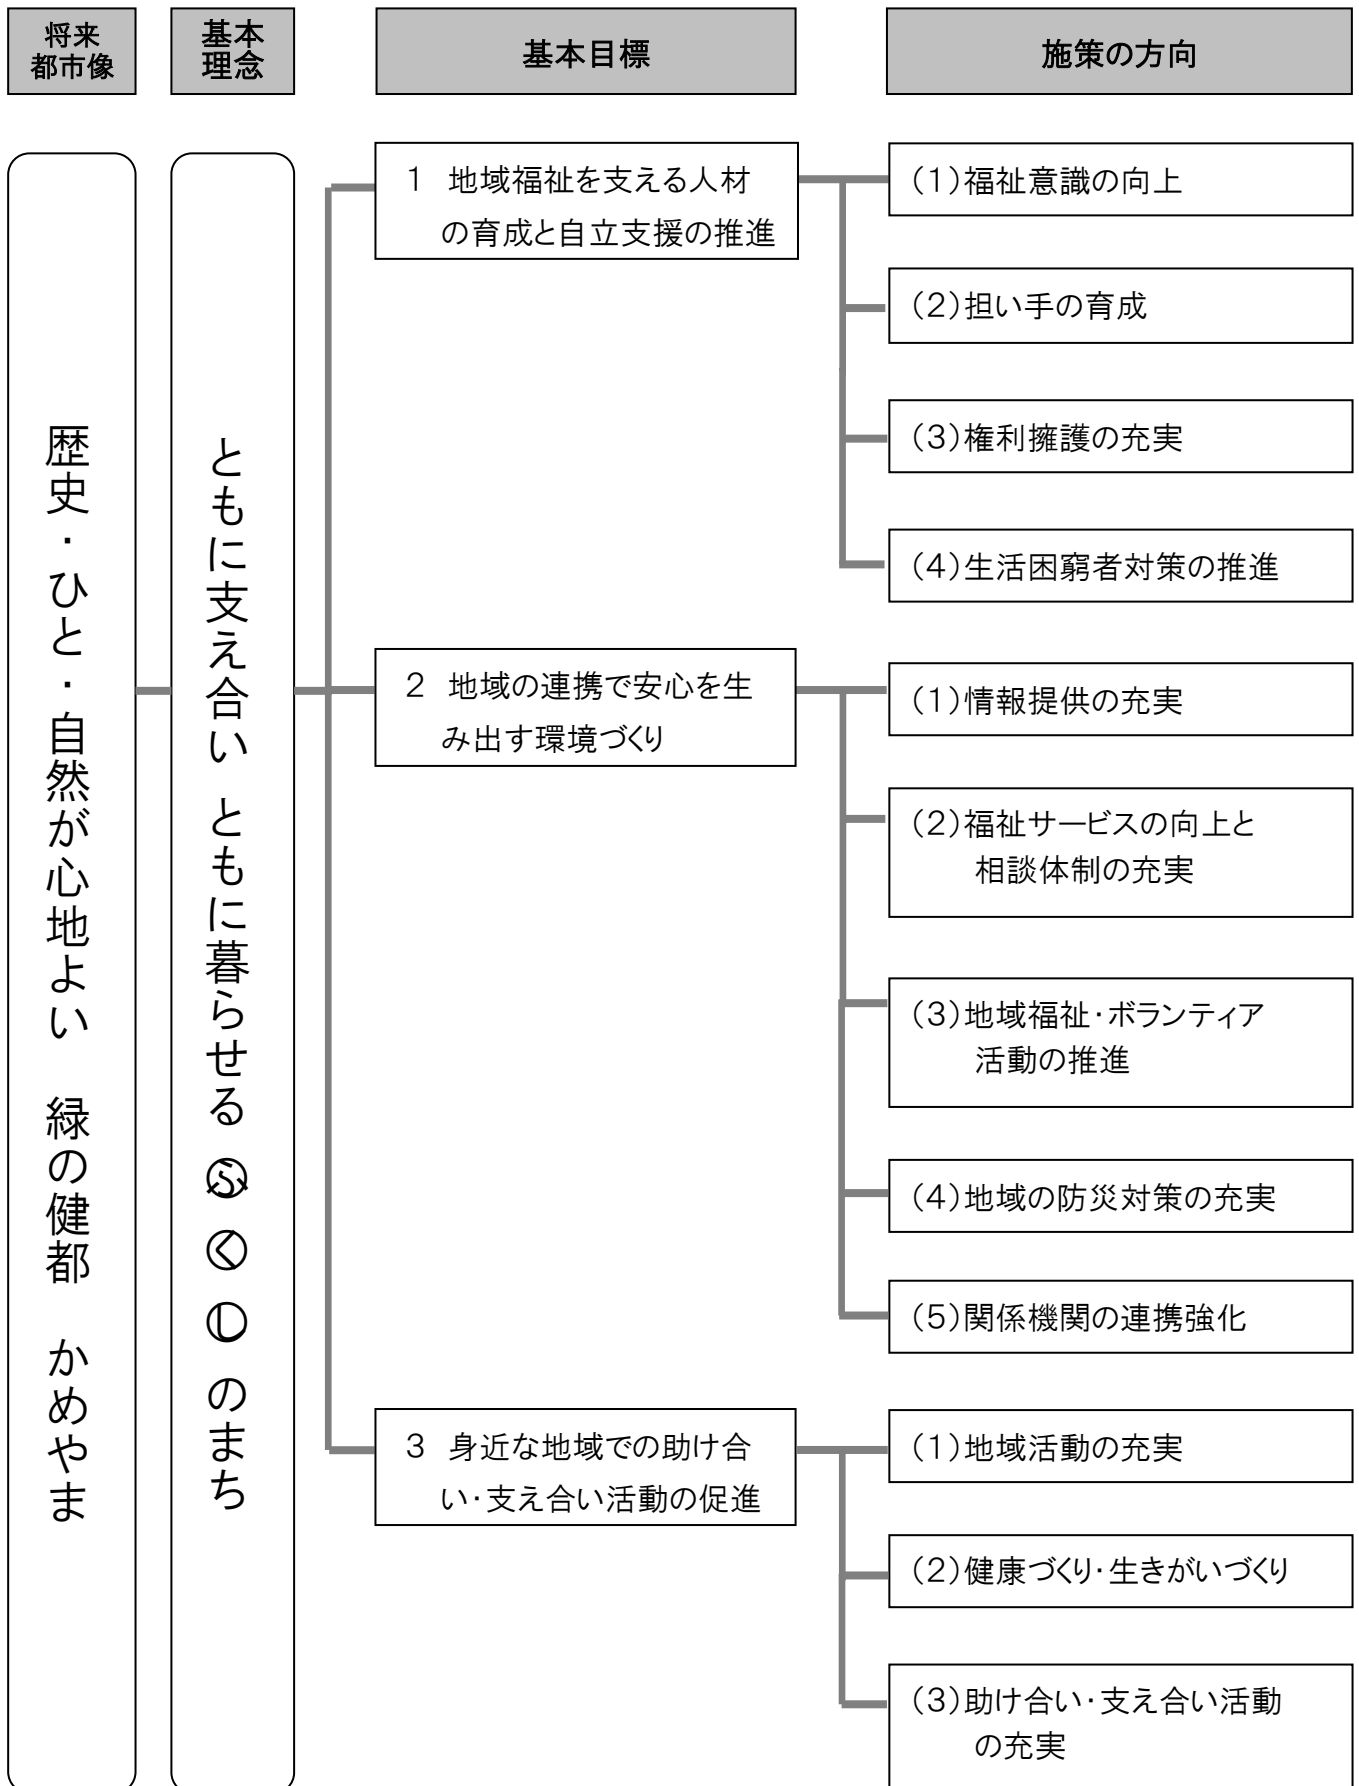 将来
都市像
基本
理念
基本目標
施策の方向
歴史・ひと・自然が心地よい　緑の健都　かめやま
ともに支え合い ともに暮らせる ふくしのまち
1 地域福祉を支える人材
の育成と自立支援の推進
(1)福祉意識の向上
(2)担い手の育成
(3)権利擁護の充実
(4)生活困窮者対策の推進
2 地域の連携で安心を生
み出す環境づくり
(1)情報提供の充実
(2)福祉サービスの向上と
相談体制の充実
(3)地域福祉・ボランティア
活動の推進
(4)地域の防災対策の充実
(5)関係機関の連携強化
3 身近な地域での助け合
い・支え合い活動の促進
(1)地域活動の充実
(2)健康づくり・生きがいづくり
(3)助け合い・支え合い活動
の充実